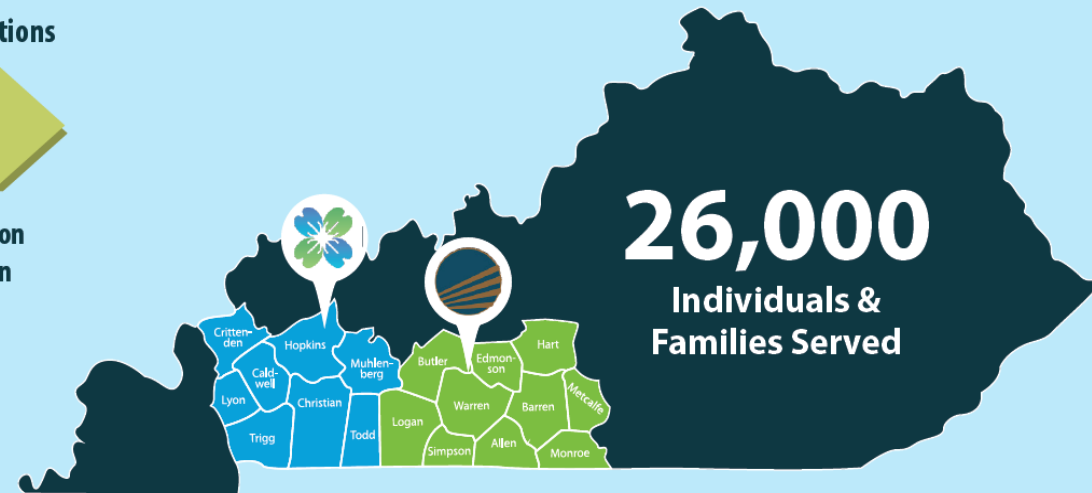 tions
on
n
26,000
Individuals &
Families Served
Critten-
den
Hopkins
Muhlen-
berg
Cald-
well
Lyon
Christian
Trigg
Todd
Butler
Edmon-
son
Hart
Metcalfe
Logan
Warren
Barren
Simpson
Allen
Monroe